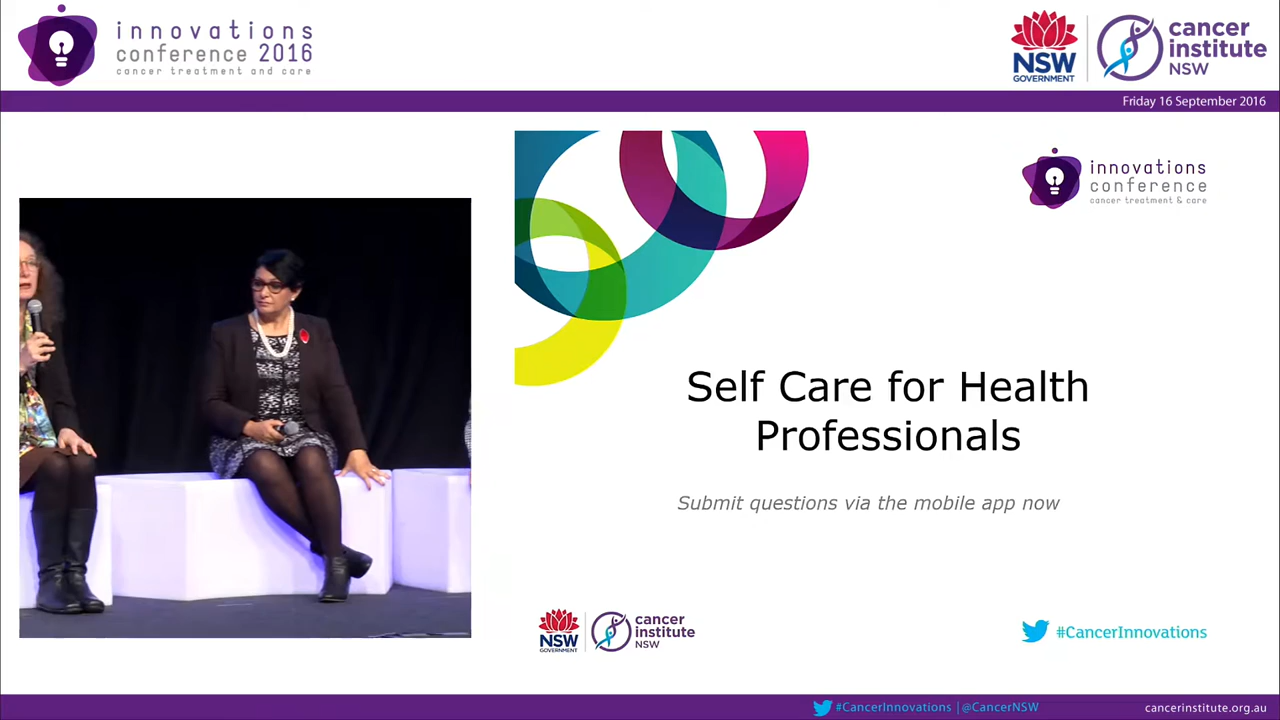 innovations
conference 2016
cancer treatment and care
NSW
GOVERNMENT
cancer
institute
NSW
Friday 16 September 2016
innovations
conference
cancer treatment & care
Self Care for Health
Professionals
Submit questions via the mobile app now
NSW
GOVERNMENT
cancer
institute
NSW
#CancerInnovations
#CancerInnovations | @CancerNSW
cancerinstitute.org.au